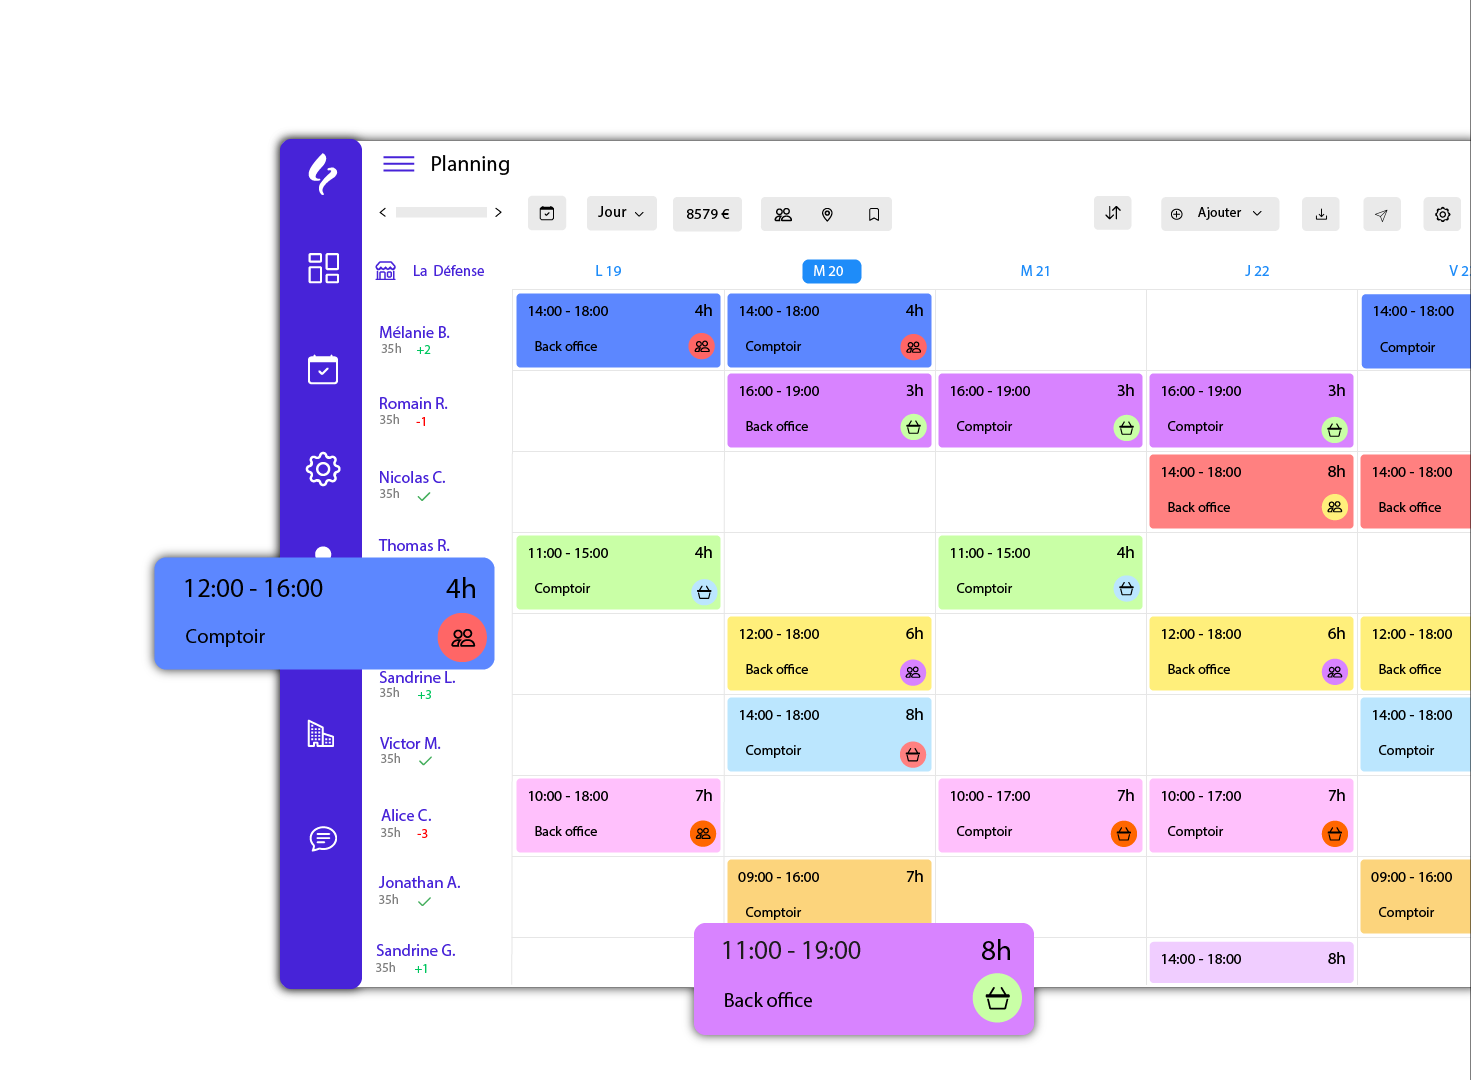 Planning
Jour
8579 €
Ajouter
La Défense
L 19
M 20
M 21
J 22
V 2
Mélanie B.
35h +2
14:00 - 18:00 4h
Back office
14:00 - 18:00 4h
Comptoir
14:00 - 18:00
Comptoir
Romain R.
35h -1
16:00 - 19:00 3h
Back office
16:00 - 19:00 3h
Comptoir
16:00 - 19:00 3h
Comptoir
Nicolas C.
35h
14:00 - 18:00 8h
Back office
14:00 - 18:00
Back office
Thomas R.
11:00 - 15:00 4h
Comptoir
11:00 - 15:00 4h
Comptoir
12:00 - 16:00 4h
Comptoir
Sandrine L.
35h +3
12:00 - 18:00 6h
Back office
12:00 - 18:00 6h
Back office
12:00 - 18:00
Back office
Victor M.
35h
14:00 - 18:00 8h
Comptoir
14:00 - 18:00
Comptoir
Alice C.
35h -3
10:00 - 18:00 7h
Back office
10:00 - 17:00 7h
Comptoir
10:00 - 17:00 7h
Comptoir
Jonathan A.
35h
09:00 - 16:00 7h
Comptoir
09:00 - 16:00
Comptoir
Sandrine G.
35h +1
14:00 - 18:00 8h
11:00 - 19:00 8h
Back office